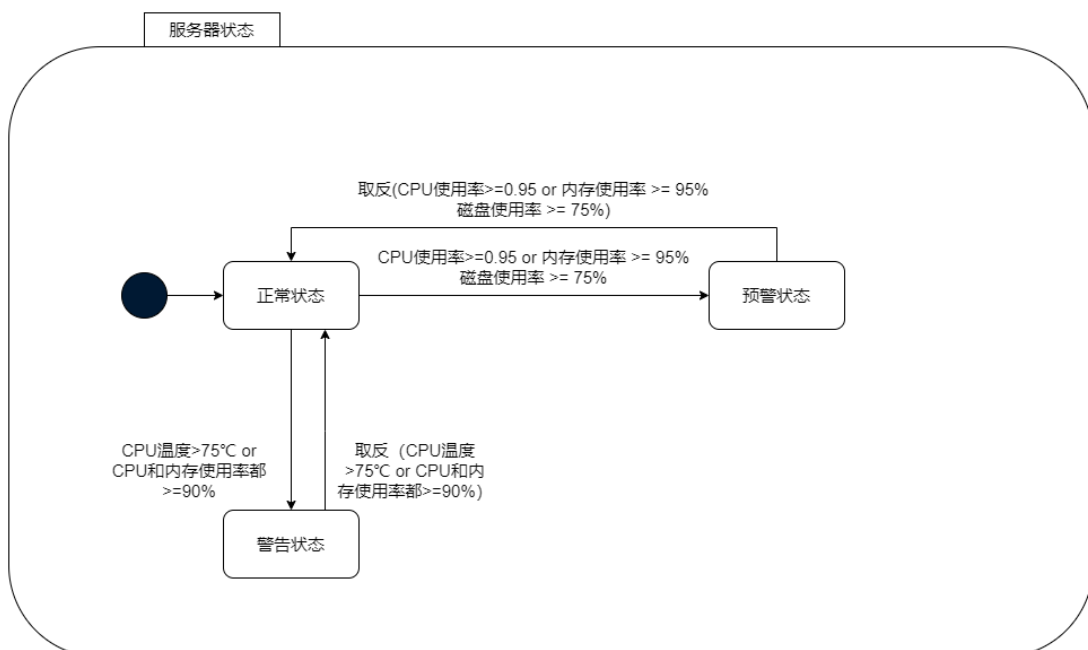 服务器状态
取反(CPU使用率>=0.95 or 内存使用率 >= 95%
磁盘使用率 >= 75%)
CPU使用率>=0.95 or 内存使用率 >= 95%
磁盘使用率 >= 75%
正常状态
预警状态
CPU温度>75℃ or
CPU和内存使用率都
>=90%
取反（CPU温度
>75℃ or CPU和内
存使用率都>=90%）
警告状态